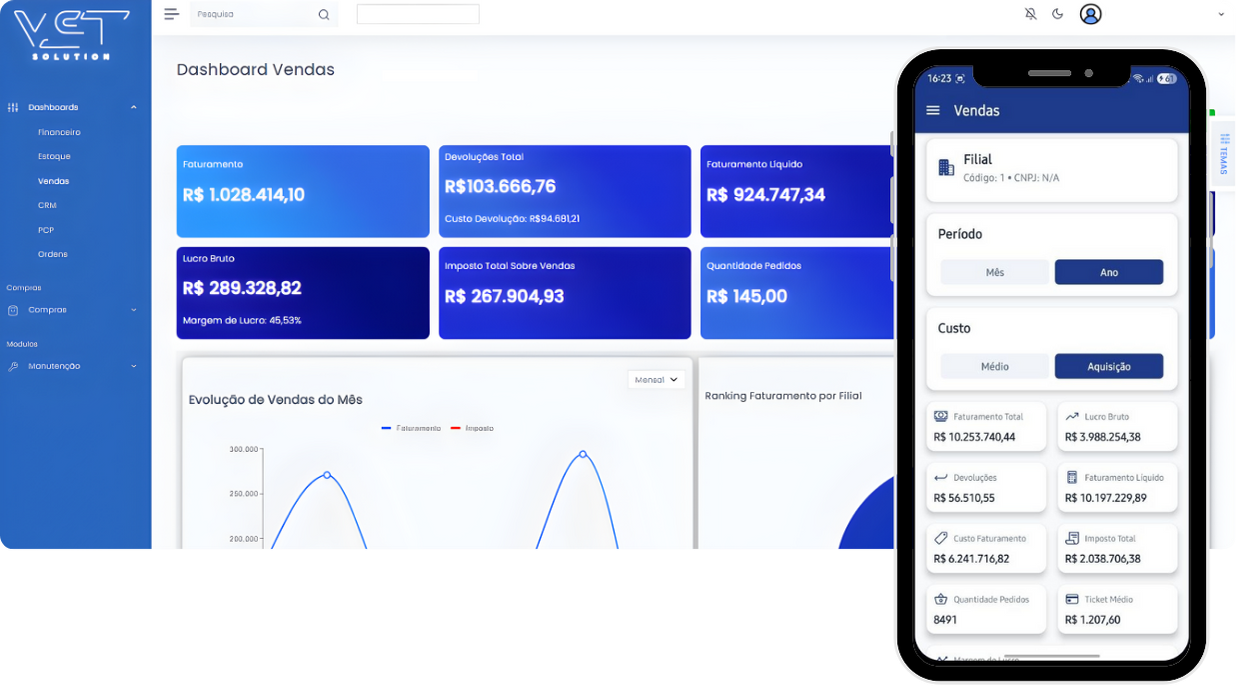 VET
SOLUTION
Dashboards
Financeiro
Estoque
Vendas
CRM
PCP
Ordens
Compras
Compras
Modulos
Manutenção
Pesquisa
Dashboard Vendas
Faturamento
R$ 1.028.414,10
Devoluções Total
R$103.666,76
Custo Devolução: R$94.681,21
Faturamento Liquido
R$ 924.747,34
Lucro Bruto
R$ 289.328,82
Margem de Lucro: 45,53%
Imposto Total Sobre Vendas
R$ 267.904,93
Quantidade Pedidos
R$ 145,00
Mensal
Evolução de Vendas do Mês
Faturamento Imposto
300.000
250.000
200.000
Ranking Faturamento por Filial
TEMAS
16:23 61
Vendas
Filial
Código: 1 • CNPJ: N/A
Período
Mês Ano
Custo
Médio Aquisição
Faturamento Total
R$ 10.253.740,44
Lucro Bruto
R$ 3.988.254,38
Devoluções
R$ 56.510,55
Faturamento Liquido
R$ 10.197.229,89
Custo Faturamento
R$ 6.241.716,82
Imposto Total
R$ 2.038.706,38
Quantidade Pedidos
8491
Ticket Médio
R$ 1.207,60
Margem de Lucro